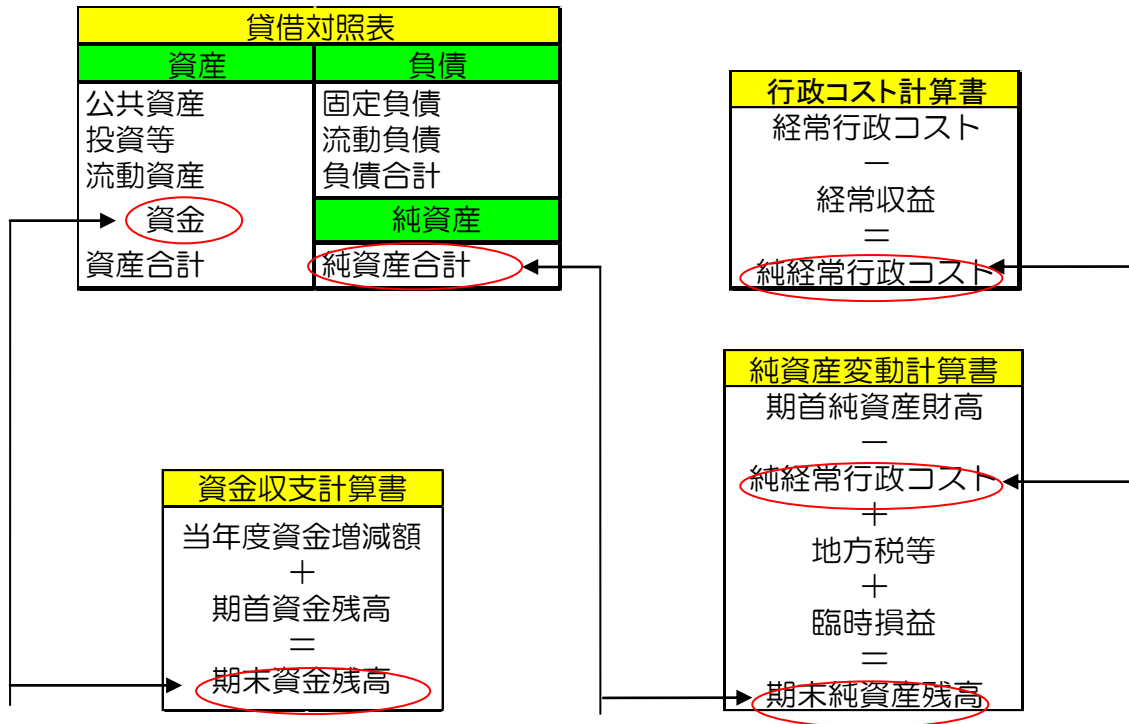 貸借対照表
資産 負債
公共資産 固定負債
投資等 流動負債
流動資産 負債合計
資金 純資産
資産合計 純資産合計
行政コスト計算書
経常行政コスト
－
経常収益
＝
純経常行政コスト
資金収支計算書
当年度資金増減額
＋
期首資金残高
＝
期末資金残高
純資産変動計算書
期首純資産財高
－
純経常行政コスト
＋
地方税等
＋
臨時損益
＝
期末純資産残高